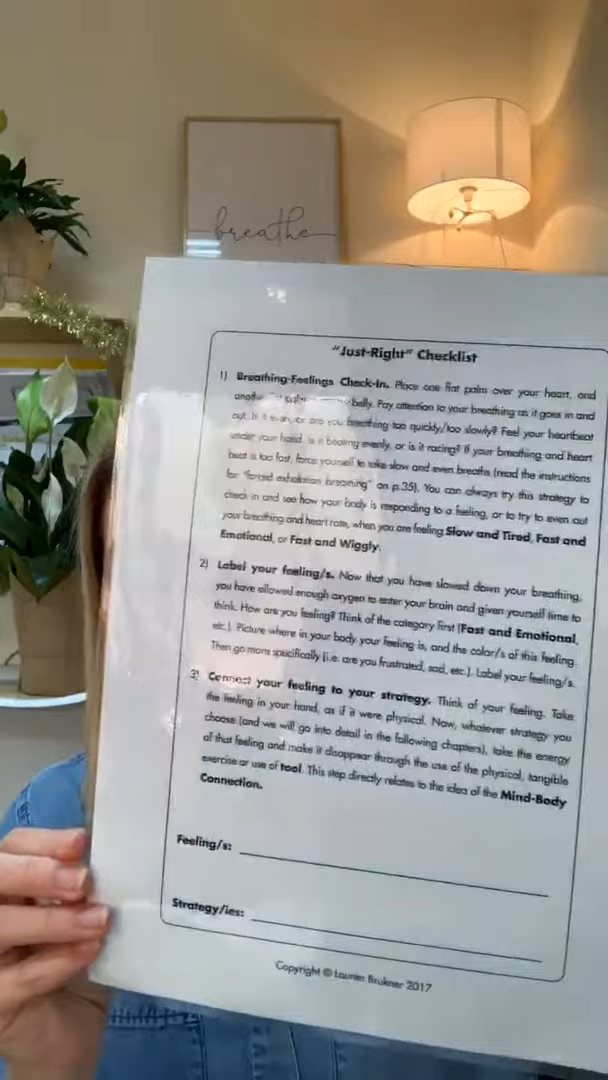 breathe
"Just-Right" Checklist
1) Breathing-Feelings Check-In. Place one flat palm over your heart, and
belly. Pay attention to your breathing as it goes in and
out. Is it even, or are you breathing too quickly/too slowly? Feel your heartbeat
under your hand. Is it beating evenly, or is it racing? If your breathing and heart
beat is too fast, force yourself to take slow and even breaths (read the instructions
for "forced exhalation breathing" on p.35). You can always try this strategy to
check in and see how your body is responding to a feeling, or to try to even out
your breathing and heart rate, when you are feeling Slow and Tired, Fast and
Emotional, or Fast and Wiggly.
2) Label your feeling/s. Now that you have slowed down your breathing,
you have allowed enough oxygen to enter your brain and given yourself time to
think. How are you feeling? Think of the category first (Fast and Emotional,
etc.). Picture where in your body your feeling is, and the color/s of this feeling.
Then go more specifically (i.e. are you frustrated, sad, etc.). Label your feeling/s.
3) Connect your feeling to your strategy. Think of your feeling. Take
the feeling in your hand, as if it were physical. Now, whatever strategy you
choose (and we will go into detail in the following chapters), take the energy
of that feeling and make it disappear through the use of the physical, tangible
exercise or use of tool. This step directly relates to the idea of the Mind-Body
Connection.
Feeling/s:
Strategy/ies:
Copyright © Lauren Brukner 2017